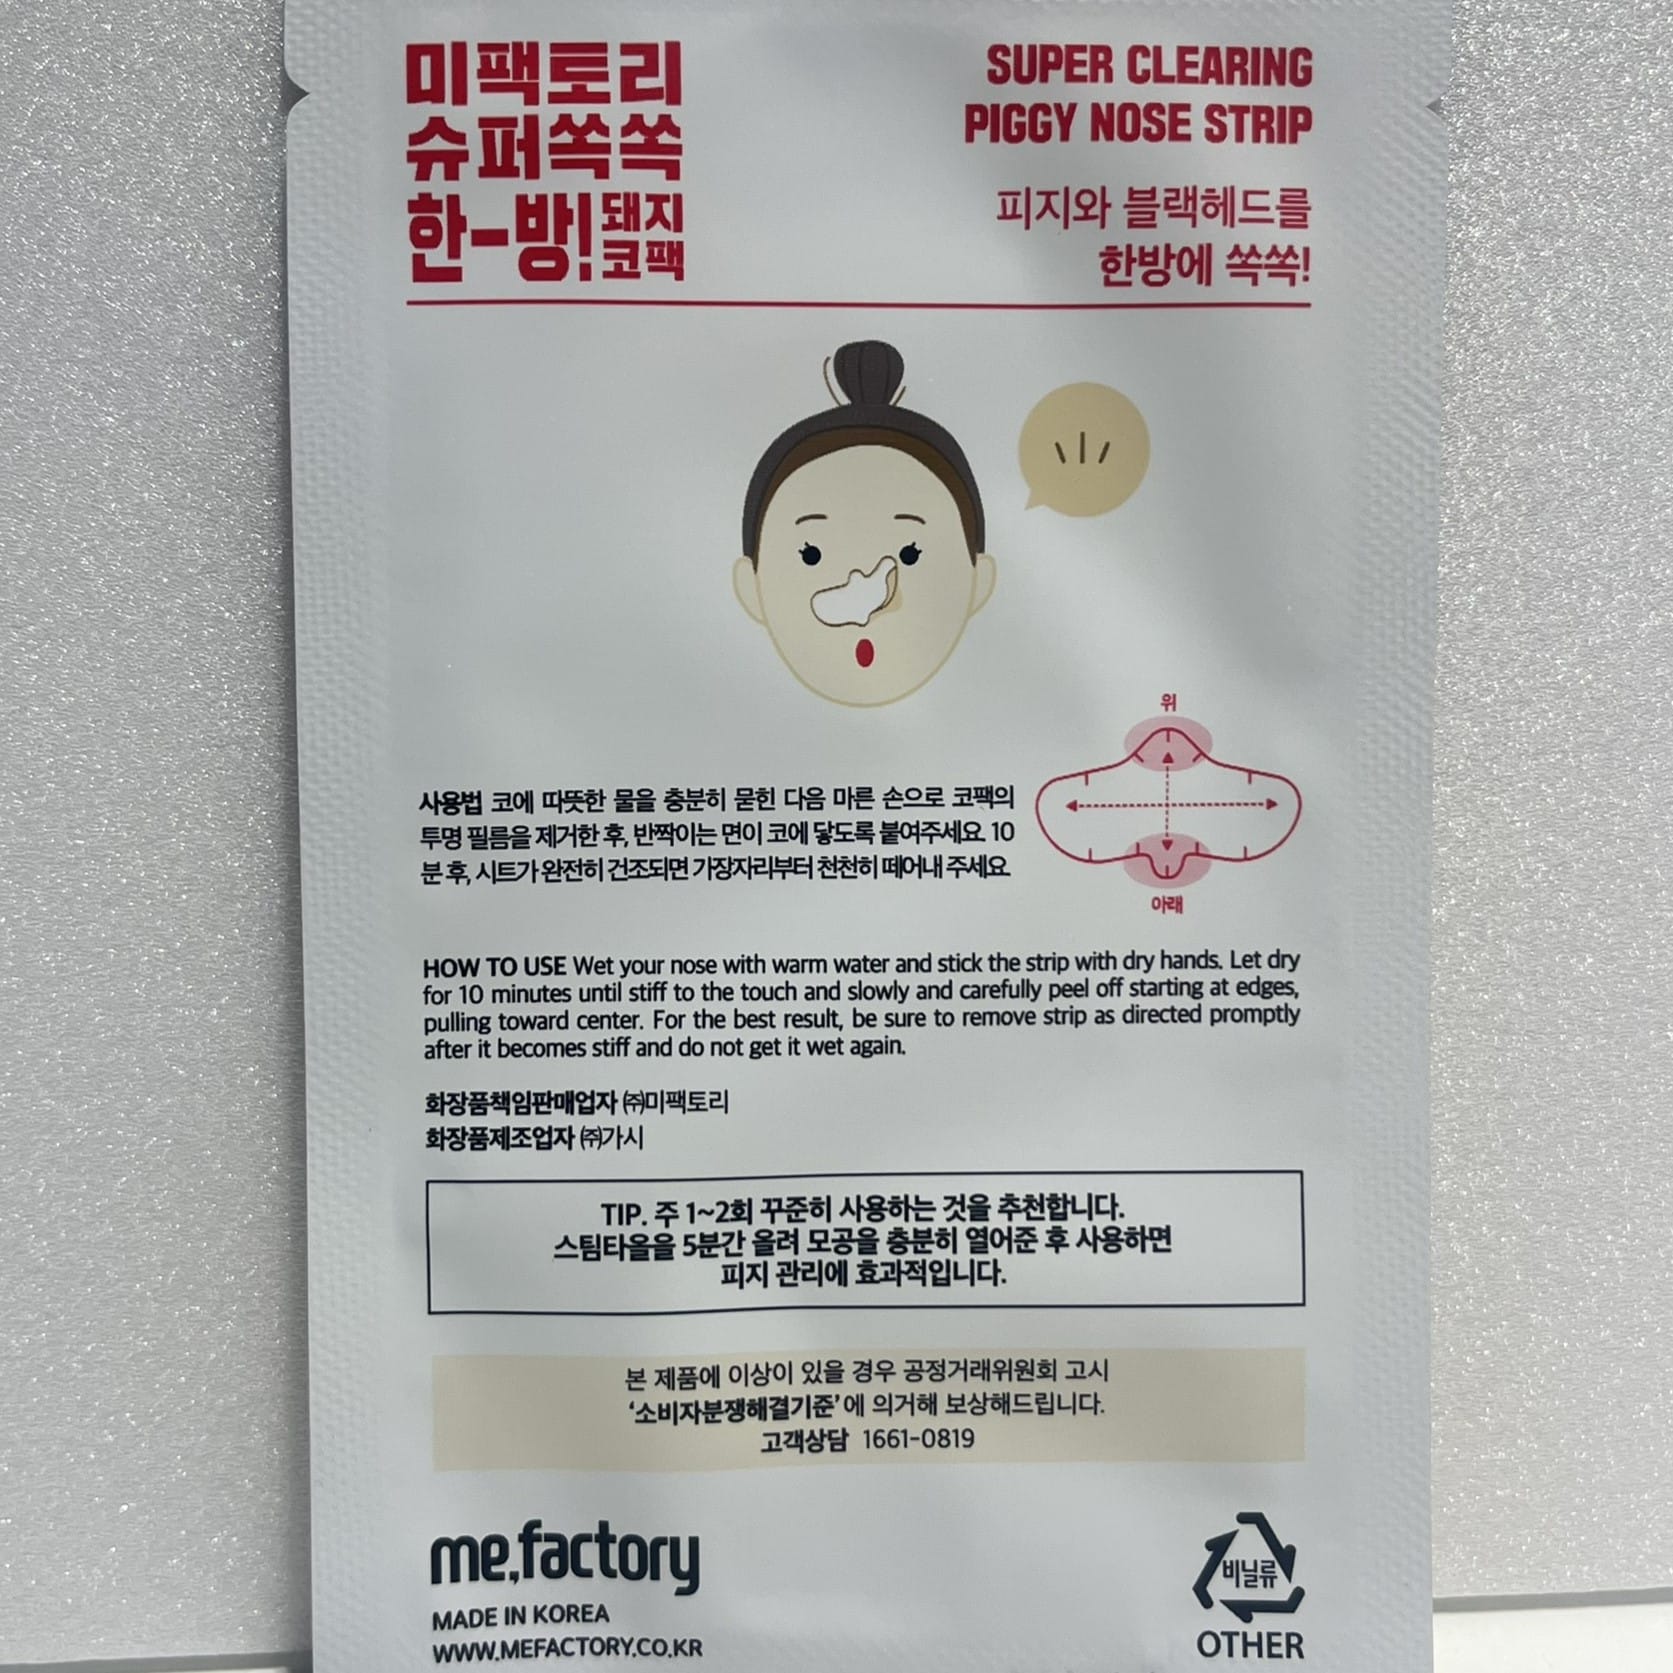 미팩토리
슈퍼쏙쏙
한-방! 돼지
코팩
SUPER CLEARING
PIGGY NOSE STRIP
피지와 블랙헤드를
한방에 쏙쏙!
위
아래
사용법 코에 따뜻한 물을 충분히 묻힌 다음 마른 손으로 코팩의
투명 필름을 제거한 후, 반짝이는 면이 코에 닿도록 붙여주세요. 10
분 후, 시트가 완전히 건조되면 가장자리부터 천천히 떼어내 주세요.
HOW TO USE Wet your nose with warm water and stick the strip with dry hands. Let dry
for 10 minutes until stiff to the touch and slowly and carefully peel off starting at edges,
pulling toward center. For the best result, be sure to remove strip as directed promptly
after it becomes stiff and do not get it wet again.
화장품책임판매업자 ㈜미팩토리
화장품제조업자 ㈜가시
TIP. 주 1~2회 꾸준히 사용하는 것을 추천합니다.
스팀타올을 5분간 올려 모공을 충분히 열어준 후 사용하면
피지 관리에 효과적입니다.
본 제품에 이상이 있을 경우 공정거래위원회 고시
'소비자분쟁해결기준'에 의거해 보상해드립니다.
고객상담 1661-0819
me,factory
MADE IN KOREA
WWW.MEFACTORY.CO.KR
비닐류
OTHER